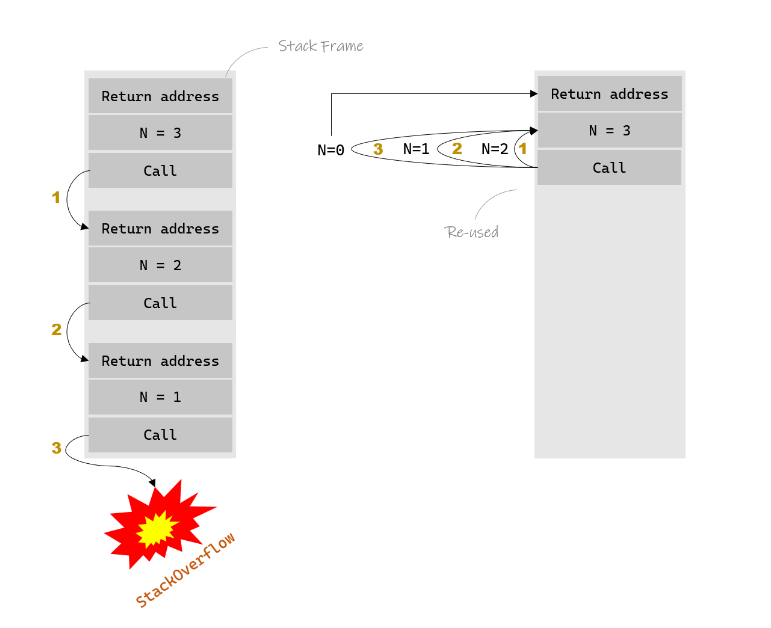 Stack Frame
Return address
N = 3
Call
1
Return address
N = 2
Call
2
Return address
N = 1
Call
3
StackOverflow
Return address
N = 3
Call
N=0 3 N=1 2 N=2 1
Re-used